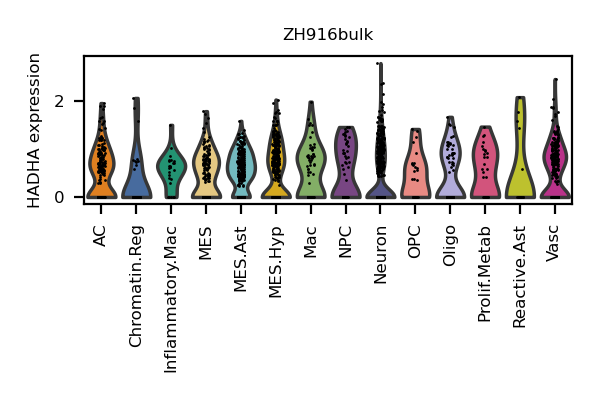 ZH916bulk
HADHA expression
2
0
AC
Chromatin.Reg
Inflammatory.Mac
MES
MES.Ast
MES.Hyp
Mac
NPC
Neuron
OPC
Oligo
Prolif.Metab
Reactive.Ast
Vasc